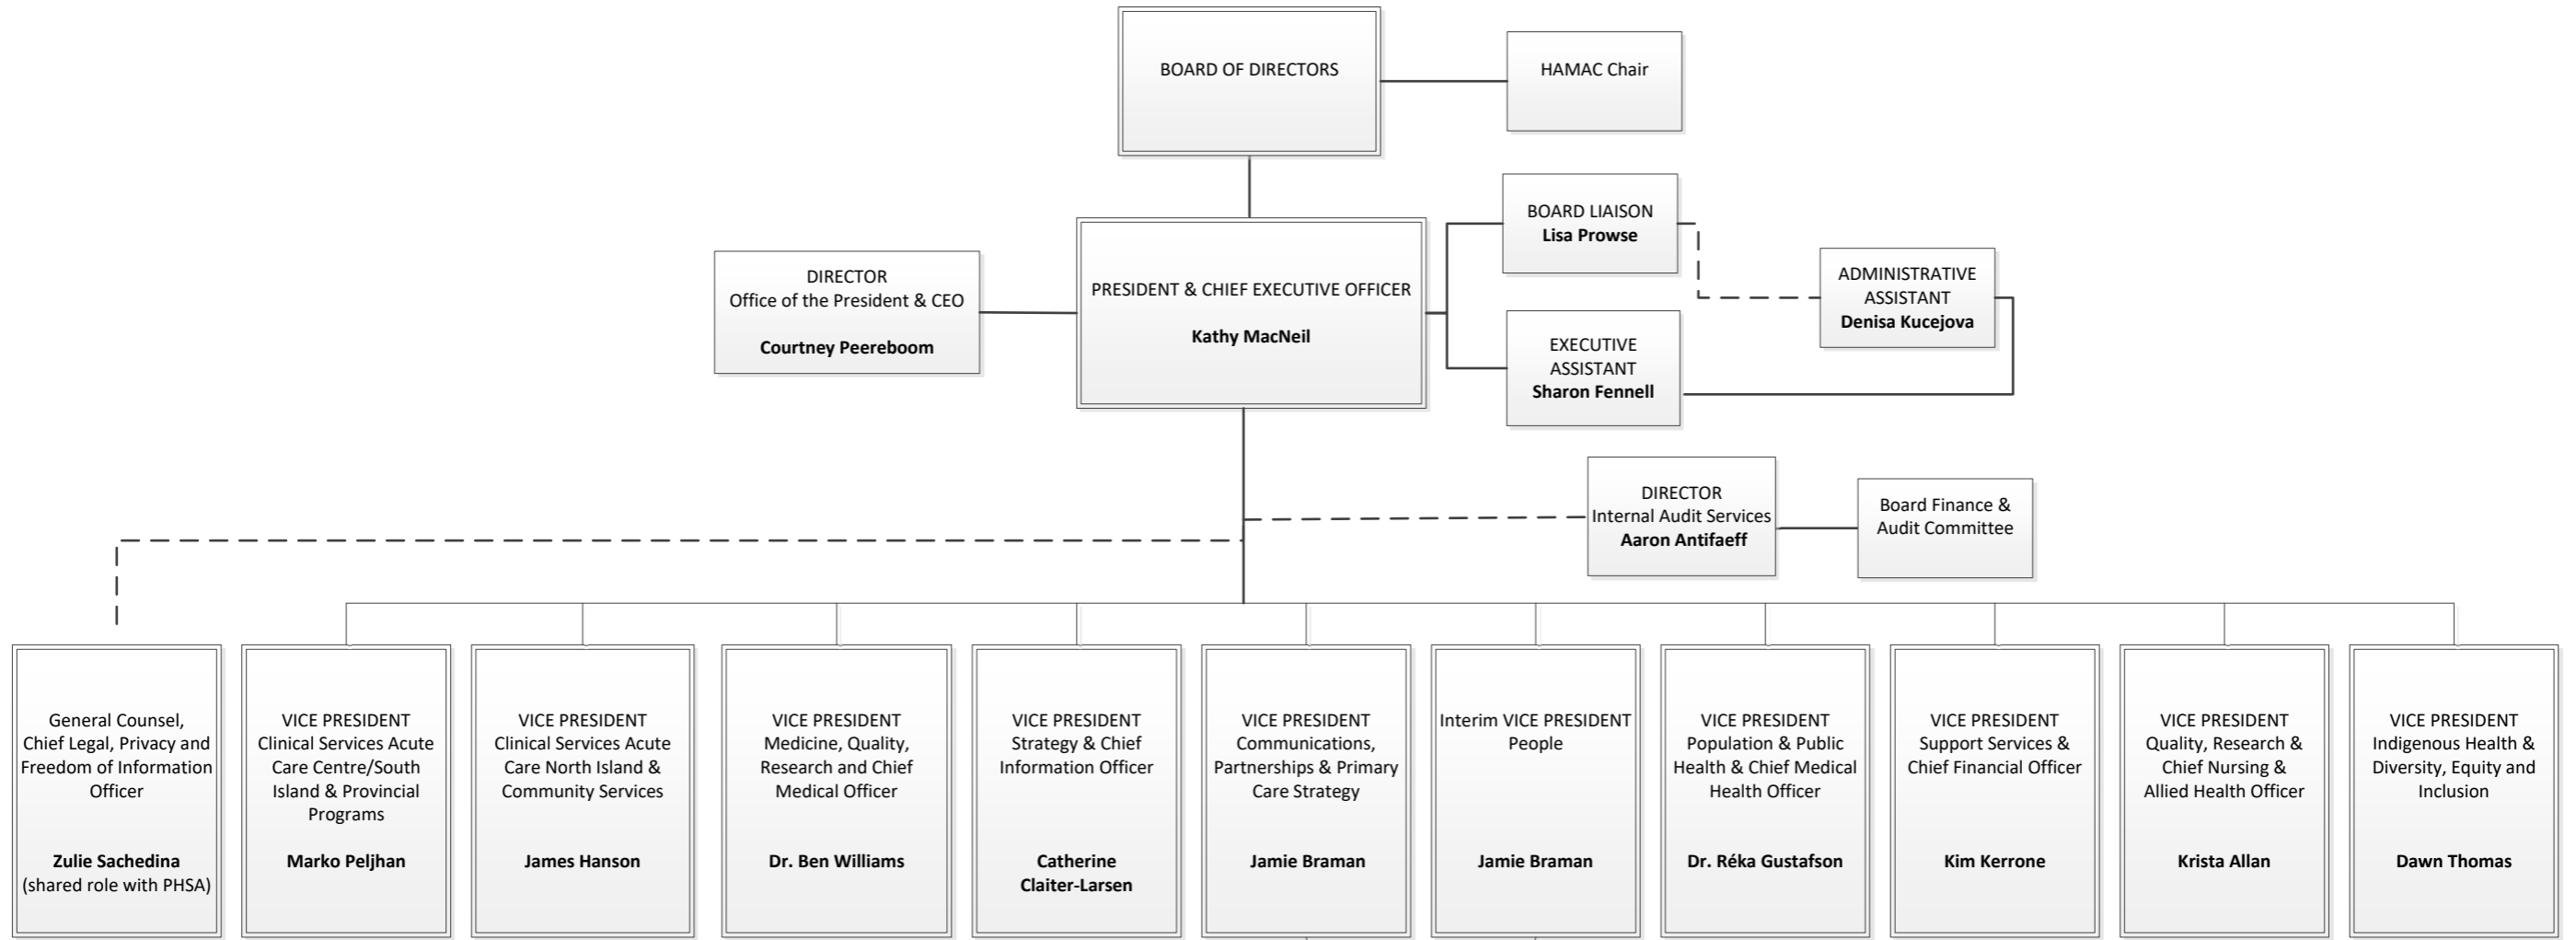 BOARD OF DIRECTORS
HAMAC Chair
BOARD LIAISON
Lisa Prowse
DIRECTOR
Office of the President & CEO
Courtney Peereboom
PRESIDENT & CHIEF EXECUTIVE OFFICER
Kathy MacNeil
ADMINISTRATIVE
ASSISTANT
Denisa Kucejova
EXECUTIVE
ASSISTANT
Sharon Fennell
DIRECTOR
Internal Audit Services
Aaron Antifaeff
Board Finance &
Audit Committee
General Counsel,
Chief Legal, Privacy and
Freedom of Information
Officer
Zulie Sachedina
(shared role with PHSA)
VICE PRESIDENT
Clinical Services Acute
Care Centre/South
Island & Provincial
Programs
Marko Peljhan
VICE PRESIDENT
Clinical Services Acute
Care North Island &
Community Services
James Hanson
VICE PRESIDENT
Medicine, Quality,
Research and Chief
Medical Officer
Dr. Ben Williams
VICE PRESIDENT
Strategy & Chief
Information Officer
Catherine
Claiter-Larsen
VICE PRESIDENT
Communications,
Partnerships & Primary
Care Strategy
Jamie Braman
Interim VICE PRESIDENT
People
Jamie Braman
VICE PRESIDENT
Population & Public
Health & Chief Medical
Health Officer
Dr. Réka Gustafson
VICE PRESIDENT
Support Services &
Chief Financial Officer
Kim Kerrone
VICE PRESIDENT
Quality, Research &
Chief Nursing &
Allied Health Officer
Krista Allan
VICE PRESIDENT
Indigenous Health &
Diversity, Equity and
Inclusion
Dawn Thomas